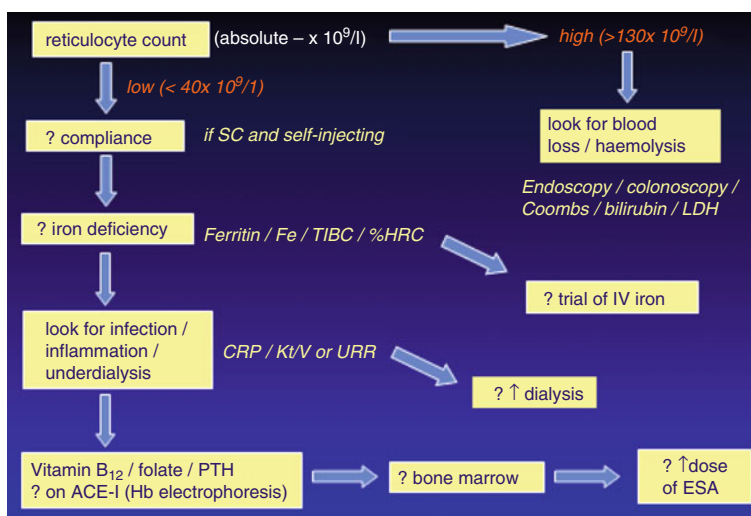 reticulocyte count
(absolute – x 10⁹/l)
high (>130x 10⁹/l)
low (< 40x 10⁹/1)
? compliance
if SC and self-injecting
look for blood
loss / haemolysis
Endoscopy / colonoscopy /
Coombs / bilirubin / LDH
? iron deficiency
Ferritin / Fe / TIBC / %HRC
? trial of IV iron
look for infection /
inflammation /
underdialysis
CRP / Kt/V or URR
? ↑ dialysis
Vitamin B₁₂ / folate / PTH
? on ACE-I (Hb electrophoresis)
? bone marrow
? ↑dose
of ESA